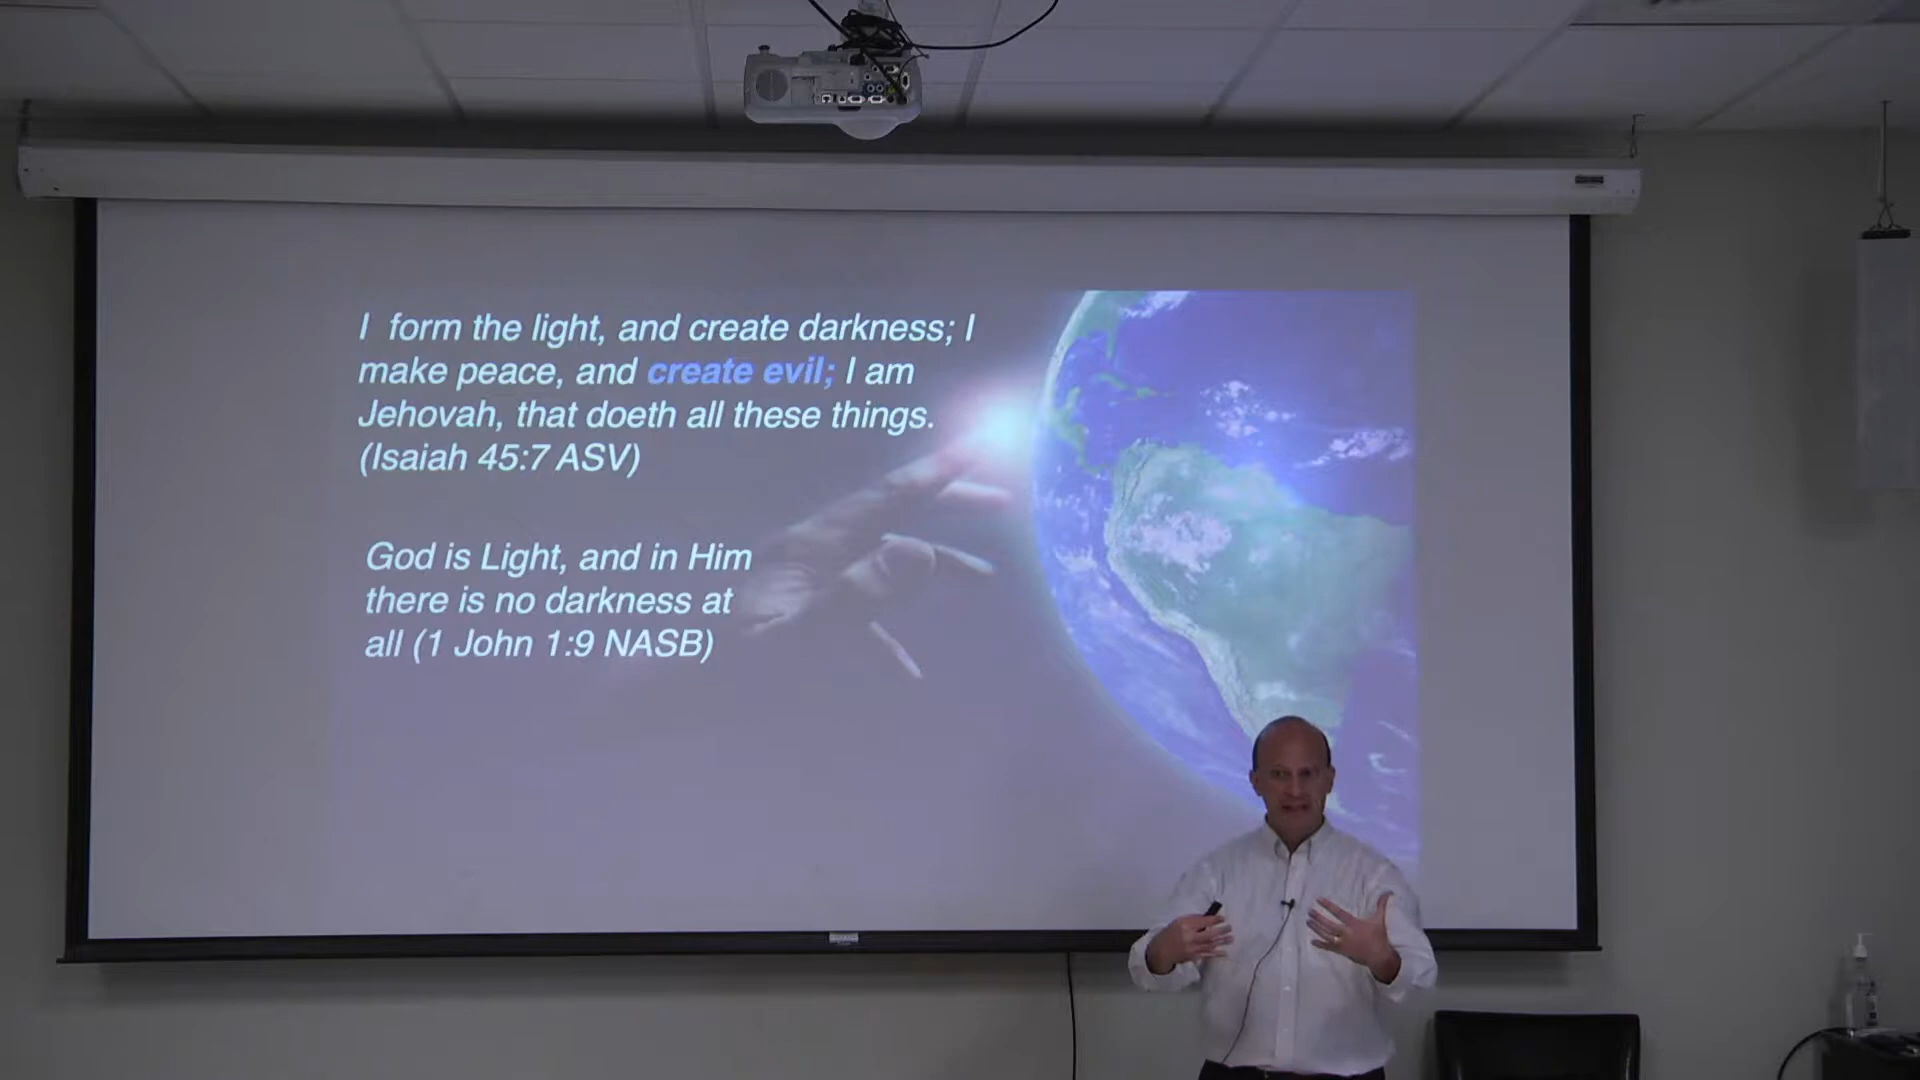 I form the light, and create darkness; I
make peace, and create evil; I am
Jehovah, that doeth all these things.
(Isaiah 45:7 ASV)
God is Light, and in Him
there is no darkness at
all (1 John 1:9 NASB)